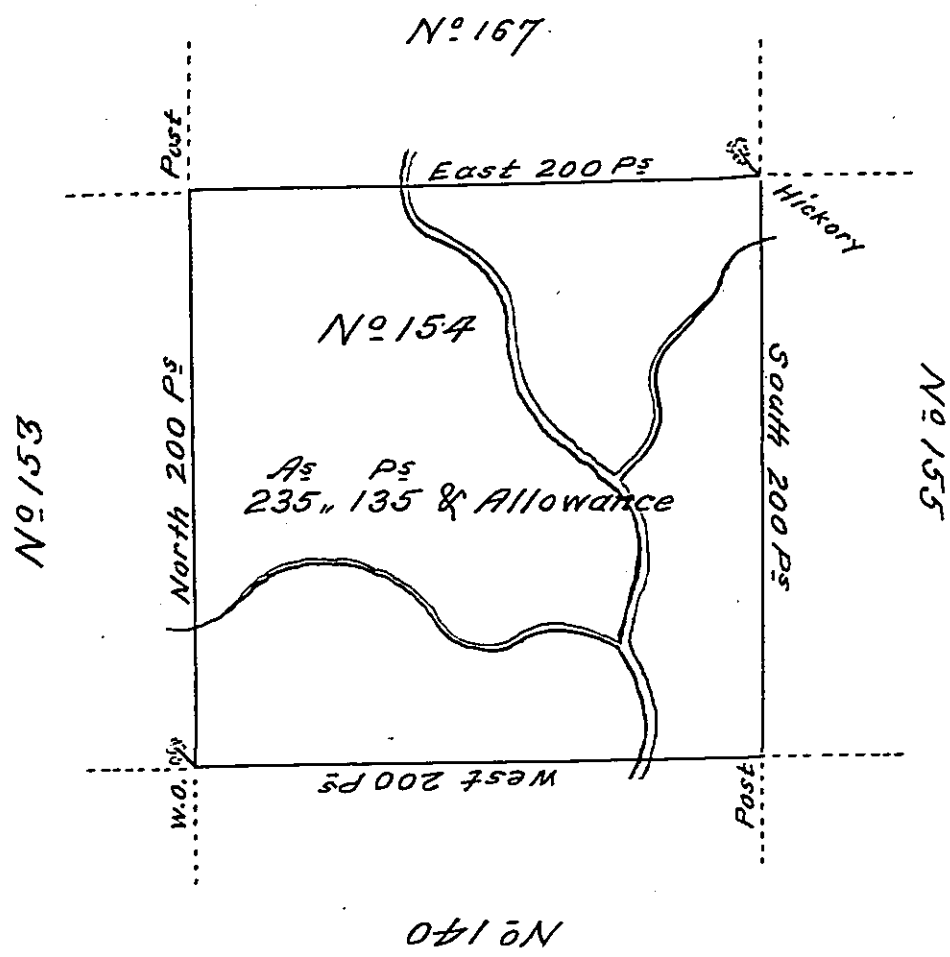 Nº 167
Post
East 200 Ps
Hickory
Nº 154
Nº 153
North 200 Ps
South 200 Ps
Nº 155
As Ps
235,, 135 & Allowance
West 200 Ps
W.O.
Post
Nº 140